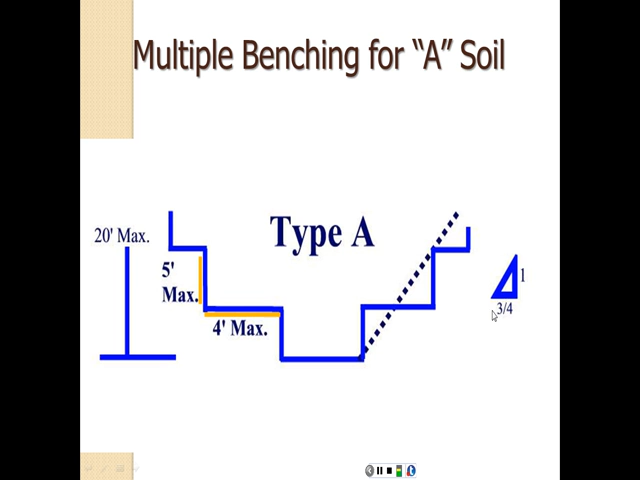 Multiple Benching for “A” Soil
20' Max.
Type A
5'
Max.
4' Max.
1
3/4